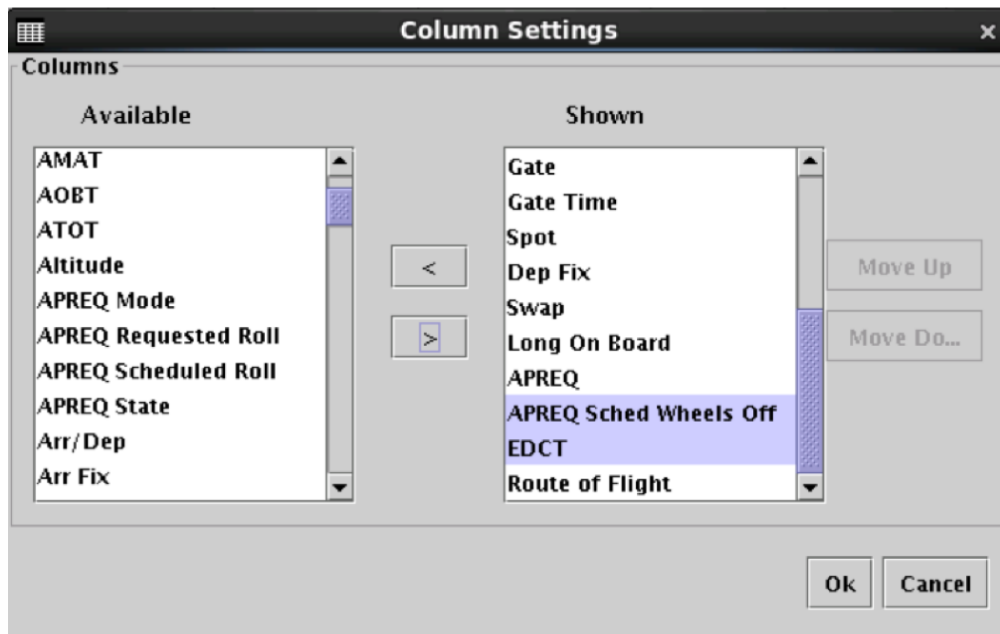 Column Settings
×
Columns
Available
Shown
AMAT
AOBT
ATOT
Altitude
APREQ Mode
APREQ Requested Roll
APREQ Scheduled Roll
APREQ State
Arr/Dep
Arr Fix
<
>
Gate
Gate Time
Spot
Dep Fix
Swap
Long On Board
APREQ
APREQ Sched Wheels Off
EDCT
Route of Flight
Move Up
Move Do...
Ok
Cancel